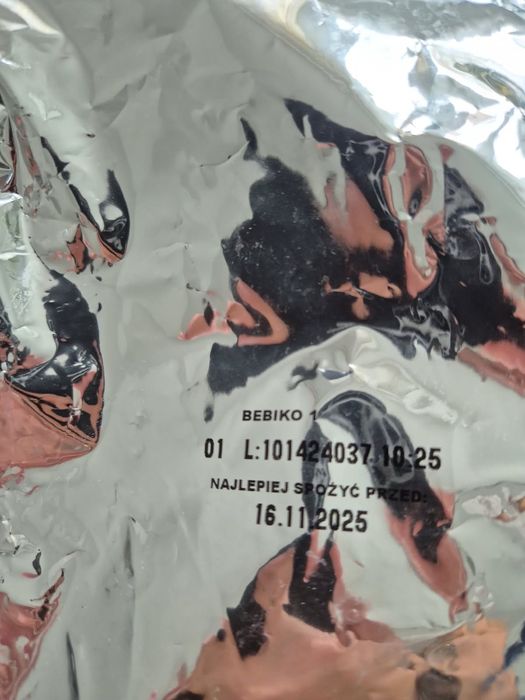 BEBIKO 1
01 L:101424037 10:25
NAJLEPIEJ SPOŻYĆ PRZED:
16.11.2025